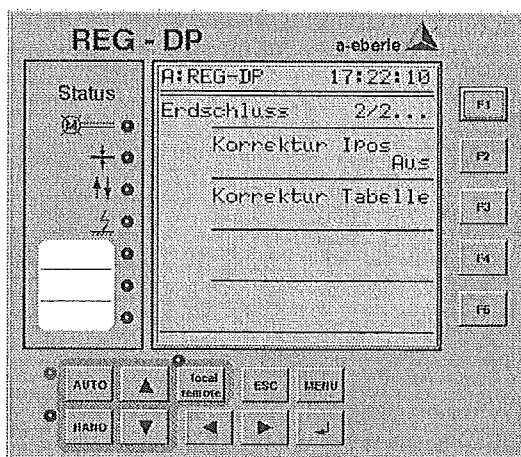 REG - DP
a-eberle
Status
M
A:REG-DP 17:22:10
Erdschluss 2/2...
Korrektur IPos
Aus
Korrektur Tabelle
F1
F2
F3
F4
F5
AUTO
local
remote
ESC
MENU
HAND